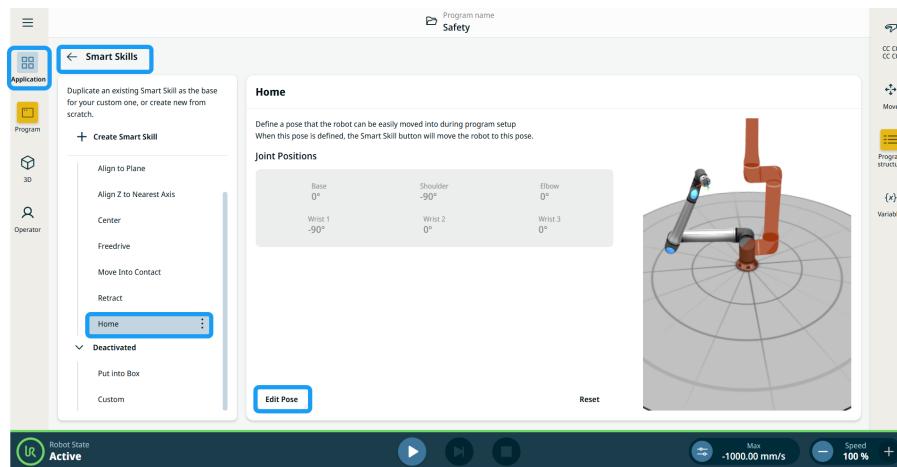 Program name
Safety
Smart Skills
Application
Program
3D
Operator
Duplicate an existing Smart Skill as the base
for your custom one, or create new from
scratch.
Create Smart Skill
Align to Plane
Align Z to Nearest Axis
Center
Freedrive
Move Into Contact
Retract
Home
Deactivated
Put into Box
Custom
Home
Define a pose that the robot can be easily moved into during program setup
When this pose is defined, the Smart Skill button will move the robot to this pose.
Joint Positions
Base Shoulder Elbow
0° -90° 0°
Wrist 1 Wrist 2 Wrist 3
-90° 0° 0°
Edit Pose
Reset
{x}
UR
Robot State
Active
Max
-1000.00 mm/s
Speed
100 %